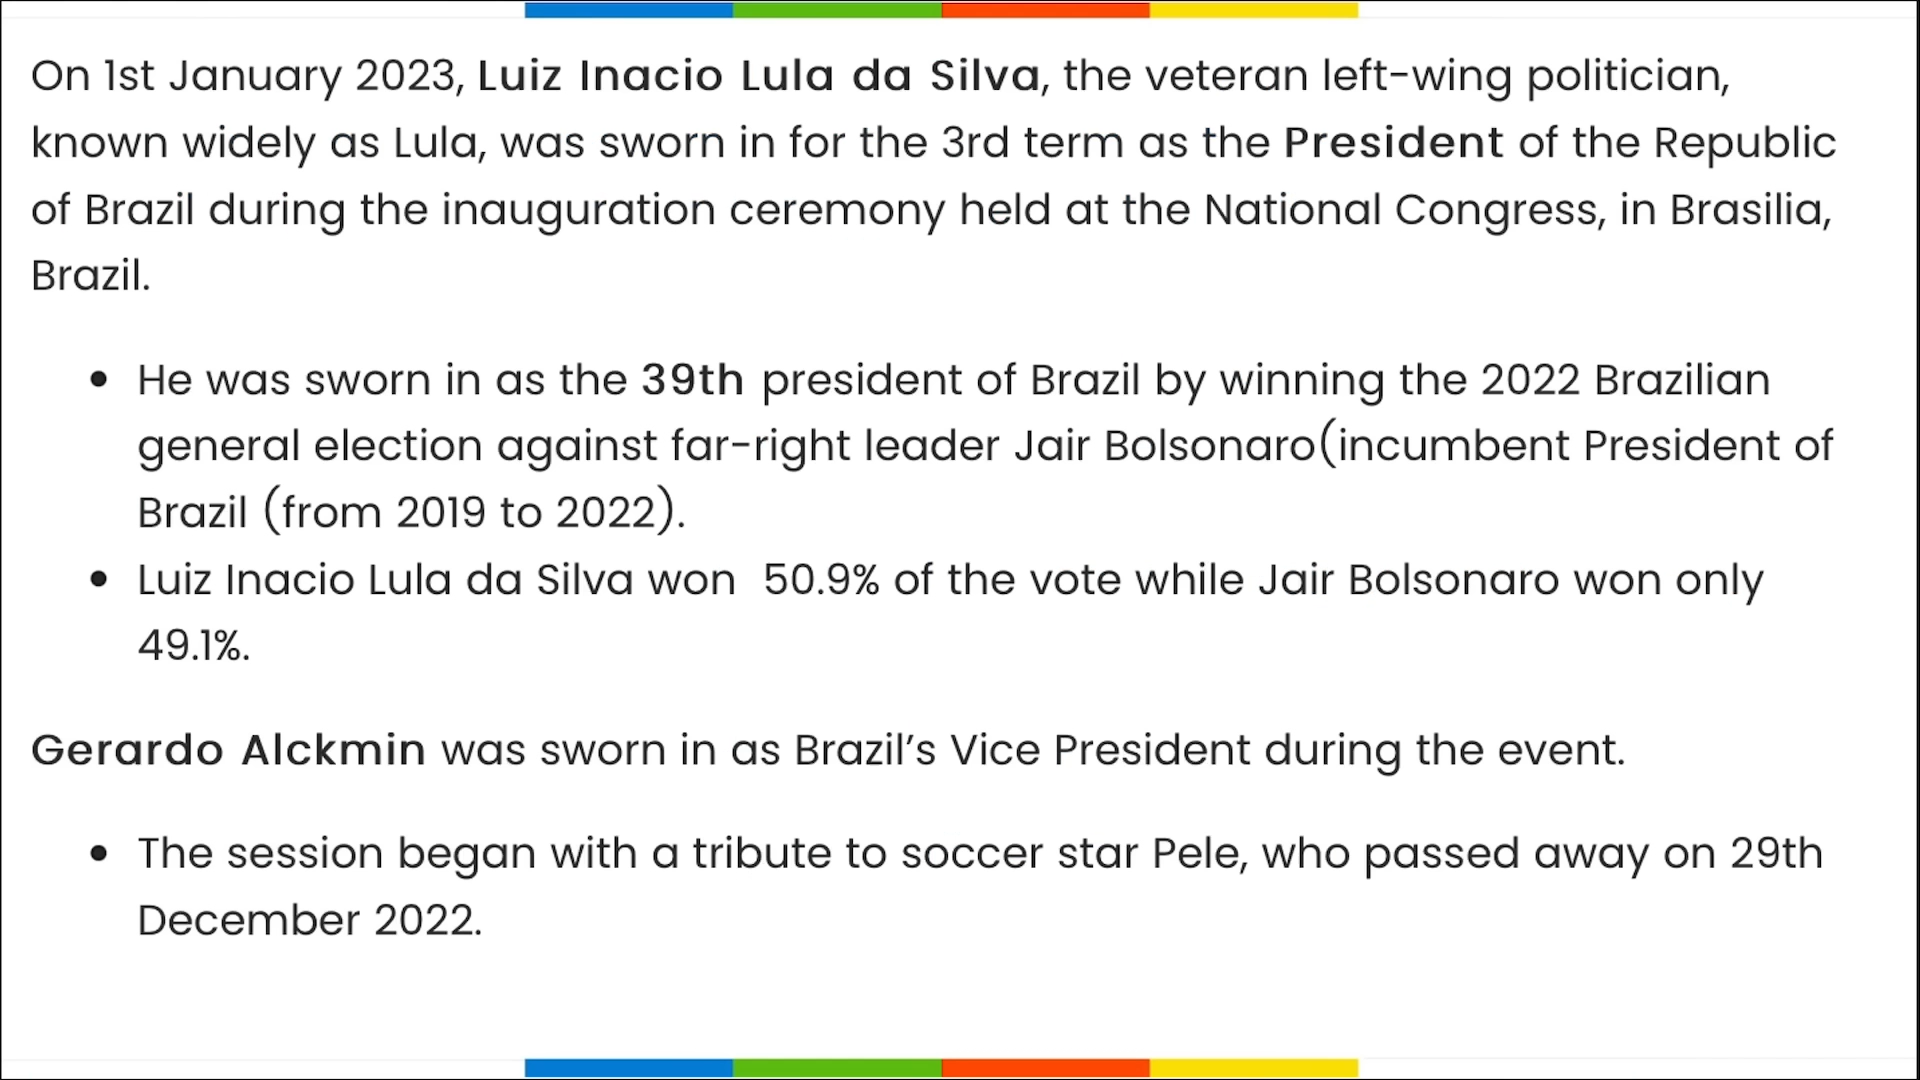 On 1st January 2023, Luiz Inacio Lula da Silva, the veteran left-wing politician,
known widely as Lula, was sworn in for the 3rd term as the President of the Republic
of Brazil during the inauguration ceremony held at the National Congress, in Brasilia,
Brazil.
• He was sworn in as the 39th president of Brazil by winning the 2022 Brazilian
general election against far-right leader Jair Bolsonaro(incumbent President of
Brazil (from 2019 to 2022).
• Luiz Inacio Lula da Silva won  50.9% of the vote while Jair Bolsonaro won only
49.1%.
Gerardo Alckmin was sworn in as Brazil’s Vice President during the event.
• The session began with a tribute to soccer star Pele, who passed away on 29th
December 2022.